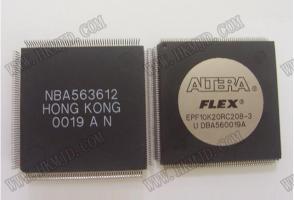 NBA563612
HONG KONG
0019 A N
ALTERA
FLEX®
EPF10K20RC208-3
U DBA560019A